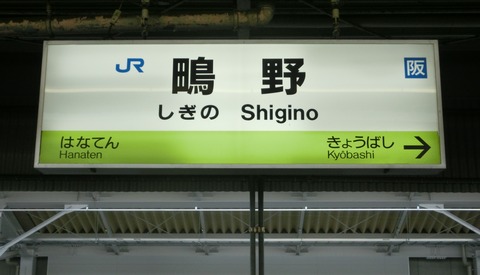 JR 鴫野 阪
しぎの Shigino
はなてん きょうばし
Hanaten Kyōbashi